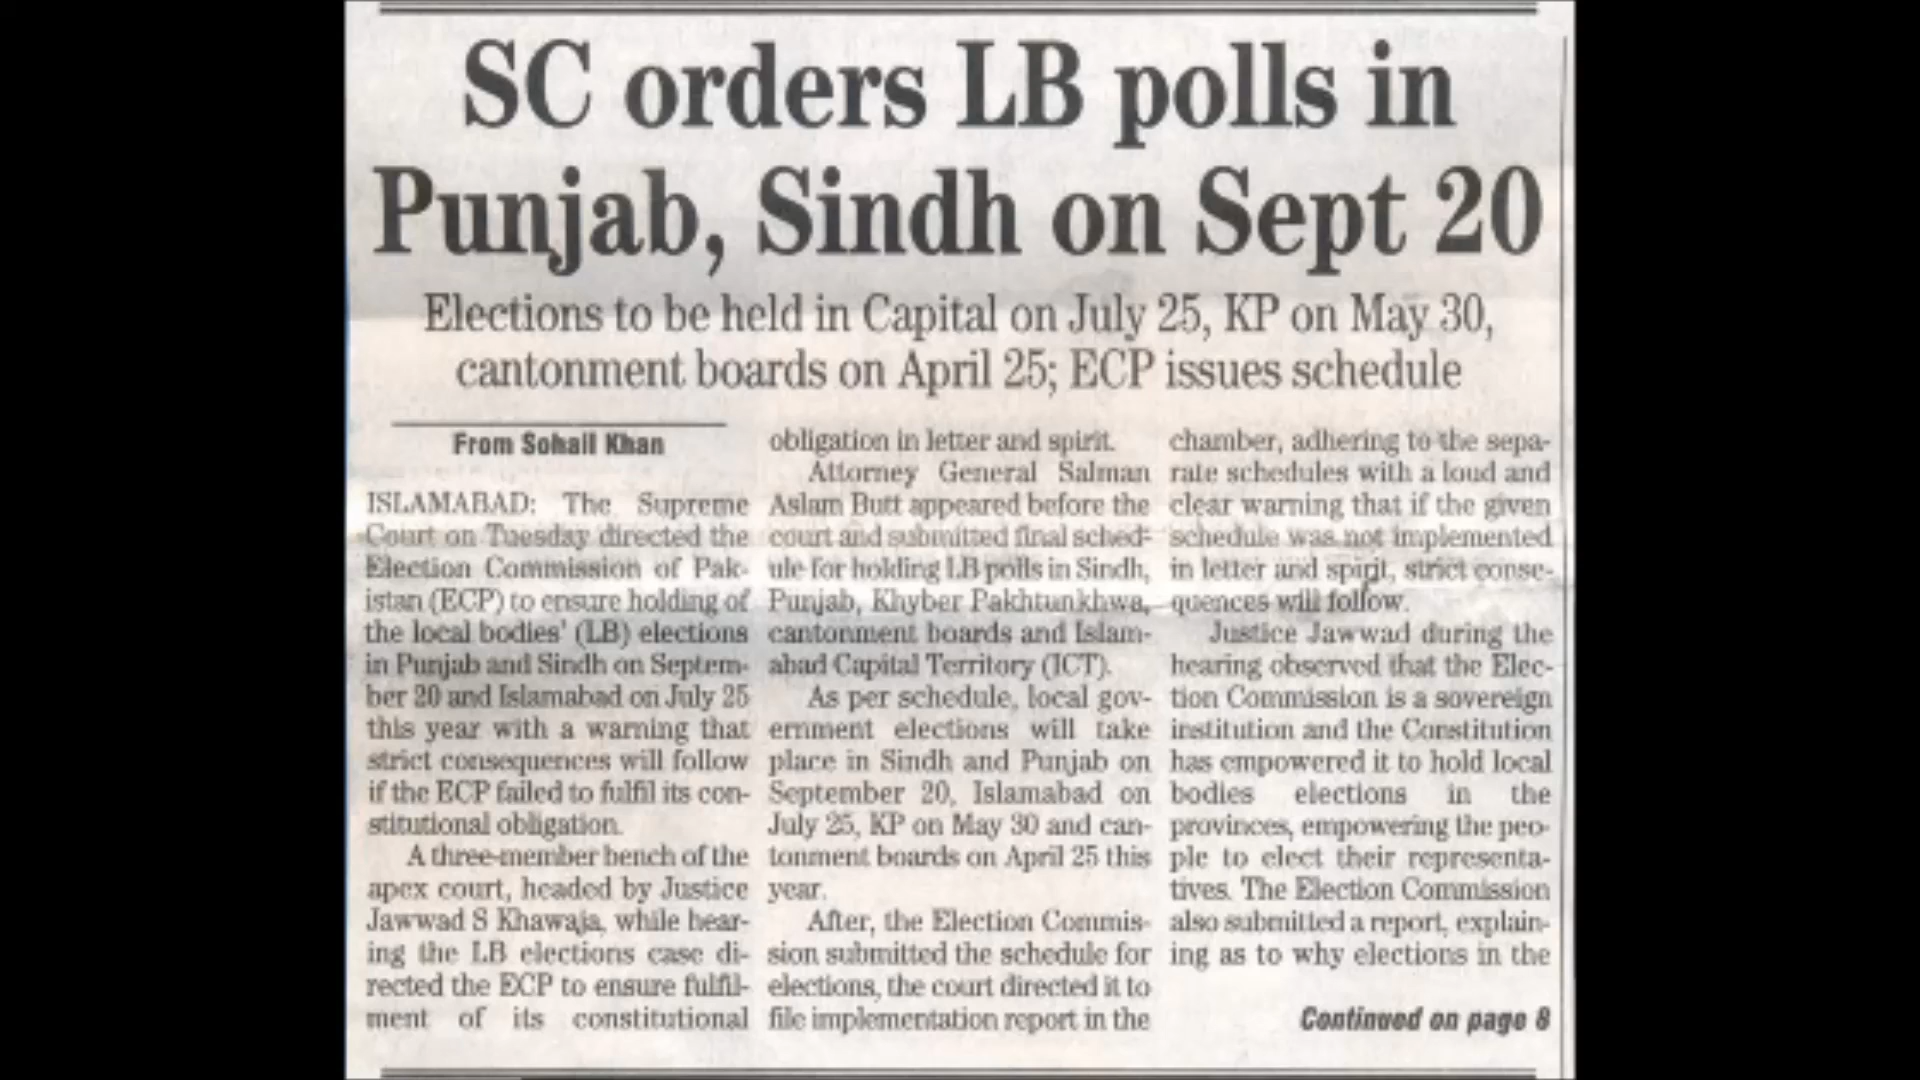 SC orders LB polls in
Punjab, Sindh on Sept 20
Elections to be held in Capital on July 25, KP on May 30,
cantonment boards on April 25; ECP issues schedule
From Sohail Khan
ISLAMABAD: The Supreme
Court on Tuesday directed the
Election Commission of Pak-
istan (ECP) to ensure holding of
the local bodies' (LB) elections
in Punjab and Sindh on Septem-
ber 20 and Islamabad on July 25
this year with a warning that
strict consequences will follow
if the ECP failed to fulfil its con-
stitutional obligation.
A three-member bench of the
apex court, headed by Justice
Jawwad S Khawaja, while hear-
ing the LB elections case di-
rected the ECP to ensure fulfil-
ment of its constitutional
obligation in letter and spirit.
Attorney General Salman
Aslam Butt appeared before the
court and submitted final sched-
ule for holding LB polls in Sindh,
Punjab, Khyber Pakhtunkhwa,
cantonment boards and Islam-
abad Capital Territory (ICT).
As per schedule, local gov-
ernment elections will take
place in Sindh and Punjab on
September 20, Islamabad on
July 25, KP on May 30 and can-
tonment boards on April 25 this
year.
After, the Election Commis-
sion submitted the schedule for
elections, the court directed it to
file implementation report in the
chamber, adhering to the sepa-
rate schedules with a loud and
clear warning that if the given
schedule was not implemented
in letter and spirit, strict conse-
quences will follow.
Justice Jawwad during the
hearing observed that the Elec-
tion Commission is a sovereign
institution and the Constitution
has empowered it to hold local
bodies elections in the
provinces, empowering the peo-
ple to elect their representa-
tives. The Election Commission
also submitted a report, explain-
ing as to why elections in the
Continued on page 8